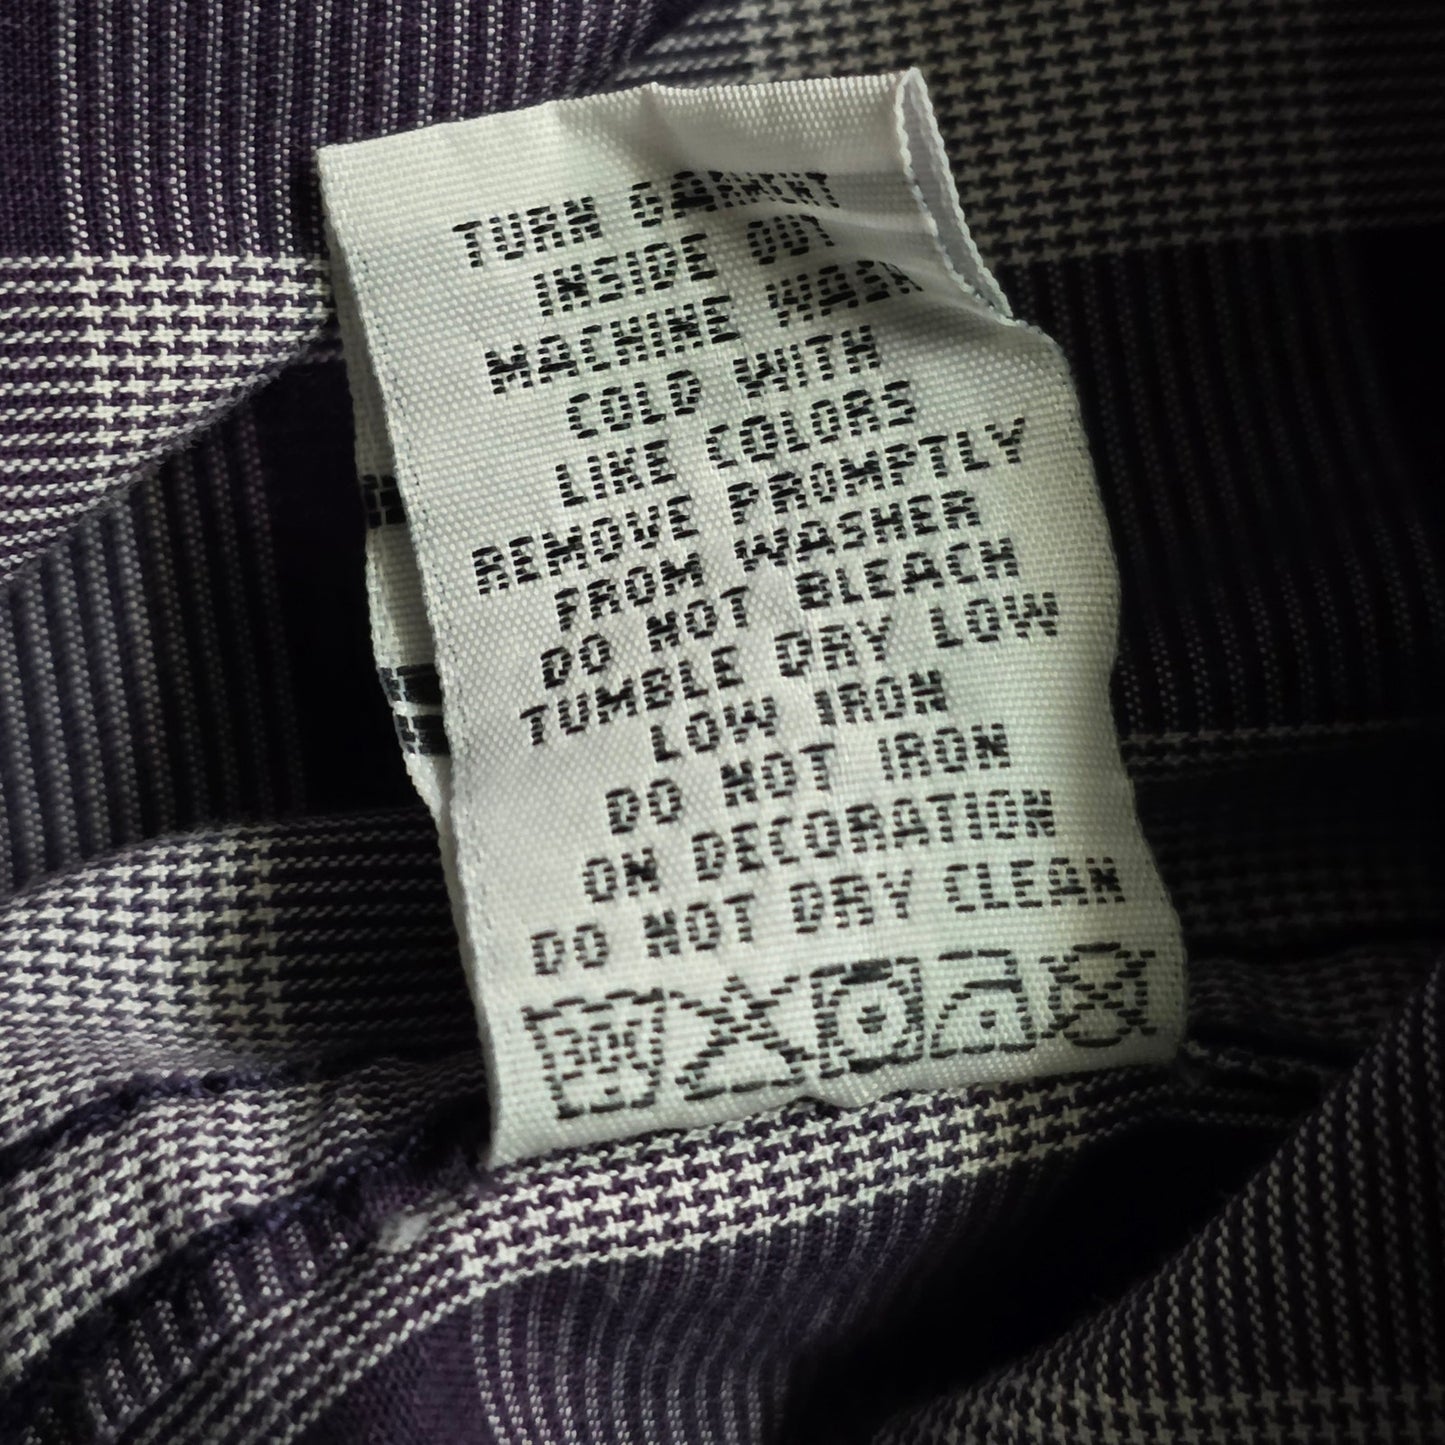 TURN GARMENT
INSIDE OUT
MACHINE WASH
COLD WITH
LIKE COLORS
REMOVE PROMPTLY
FROM WASHER
DO NOT BLEACH
TUMBLE DRY LOW
LOW IRON
DO NOT IRON
ON DECORATION
DO NOT DRY CLEAN
30C